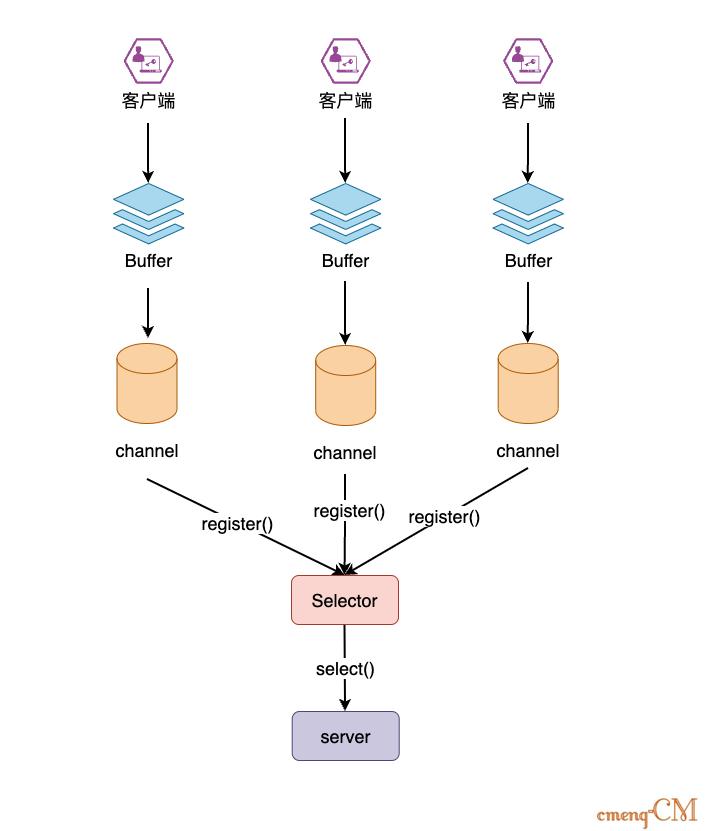 客户端 客户端 客户端
Buffer Buffer Buffer
channel channel channel
register() register() register()
Selector
select()
server
cmeng-CM